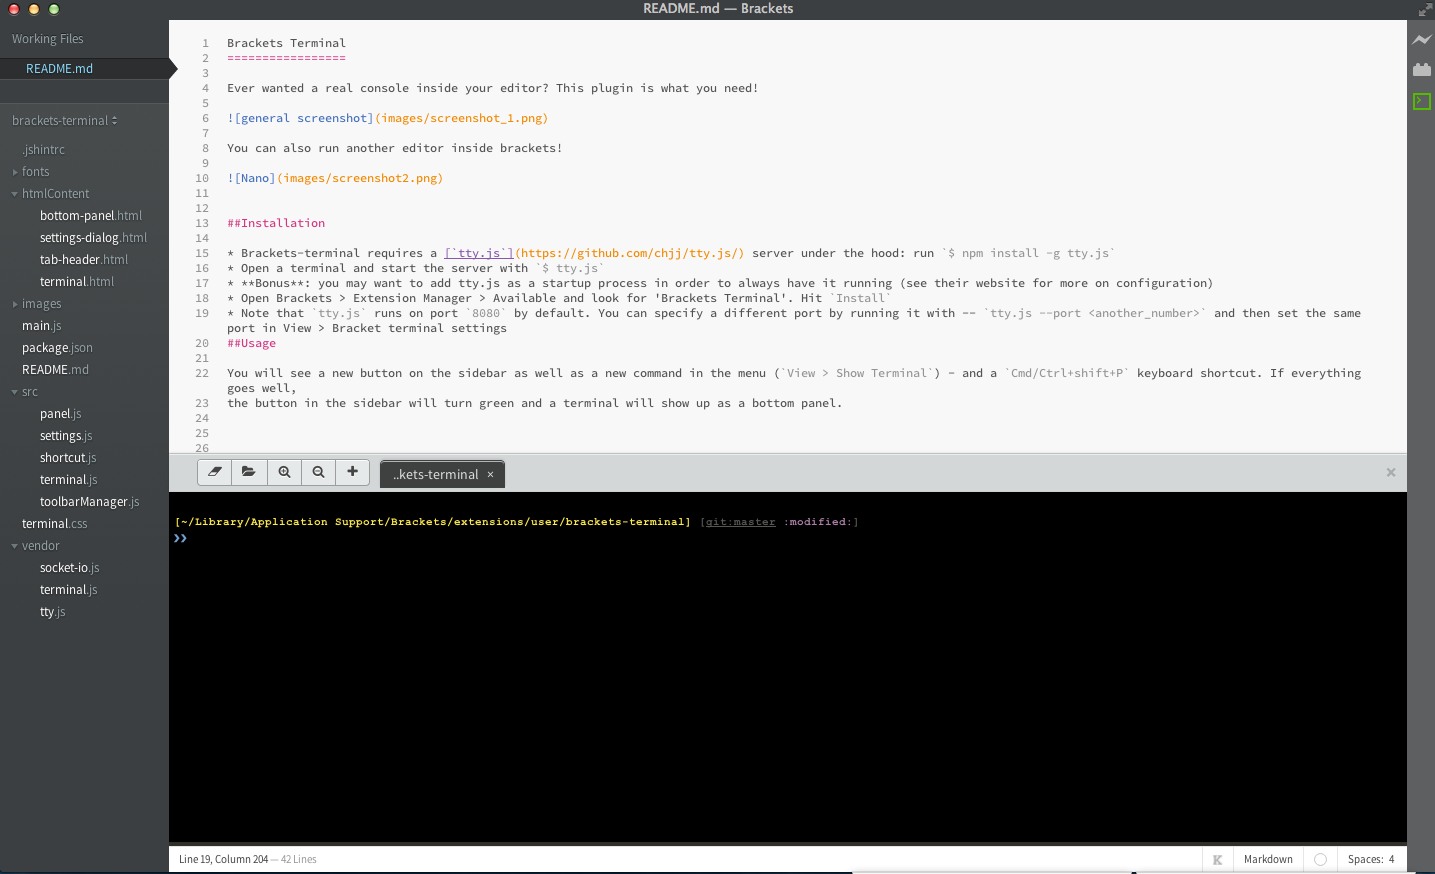 README.md — Brackets
Working Files
README.md
brackets-terminal
.jshintrc
fonts
htmlContent
bottom-panel.html
settings-dialog.html
tab-header.html
terminal.html
images
main.js
package.json
README.md
src
panel.js
settings.js
shortcut.js
terminal.js
toolbarManager.js
terminal.css
vendor
socket-io.js
terminal.js
tty.js
1 Brackets Terminal
2 =================
3
4 Ever wanted a real console inside your editor? This plugin is what you need!
5
6 ![general screenshot](images/screenshot_1.png)
7
8 You can also run another editor inside brackets!
9
10 ![Nano](images/screenshot2.png)
11
12
13 ##Installation
14
15 * Brackets-terminal requires a [`tty.js`](https://github.com/chjj/tty.js/) server under the hood: run `$ npm install -g tty.js`
16 * Open a terminal and start the server with `$ tty.js`
17 * **Bonus**: you may want to add tty.js as a startup process in order to always have it running (see their website for more on configuration)
18 * Open Brackets > Extension Manager > Available and look for 'Brackets Terminal'. Hit `Install`
19 * Note that `tty.js` runs on port `8080` by default. You can specify a different port by running it with -- `tty.js --port <another_number>` and then set the same
port in View > Bracket terminal settings
20 ##Usage
21
22 You will see a new button on the sidebar as well as a new command in the menu (`View > Show Terminal`) - and a `Cmd/Ctrl+shift+P` keyboard shortcut. If everything
goes well,
23 the button in the sidebar will turn green and a terminal will show up as a bottom panel.
24
25
26
..kets-terminal ×
[~/Library/Application Support/Brackets/extensions/user/brackets-terminal] [git:master :modified:]
❯❯
Line 19, Column 204 — 42 Lines
K Markdown Spaces: 4